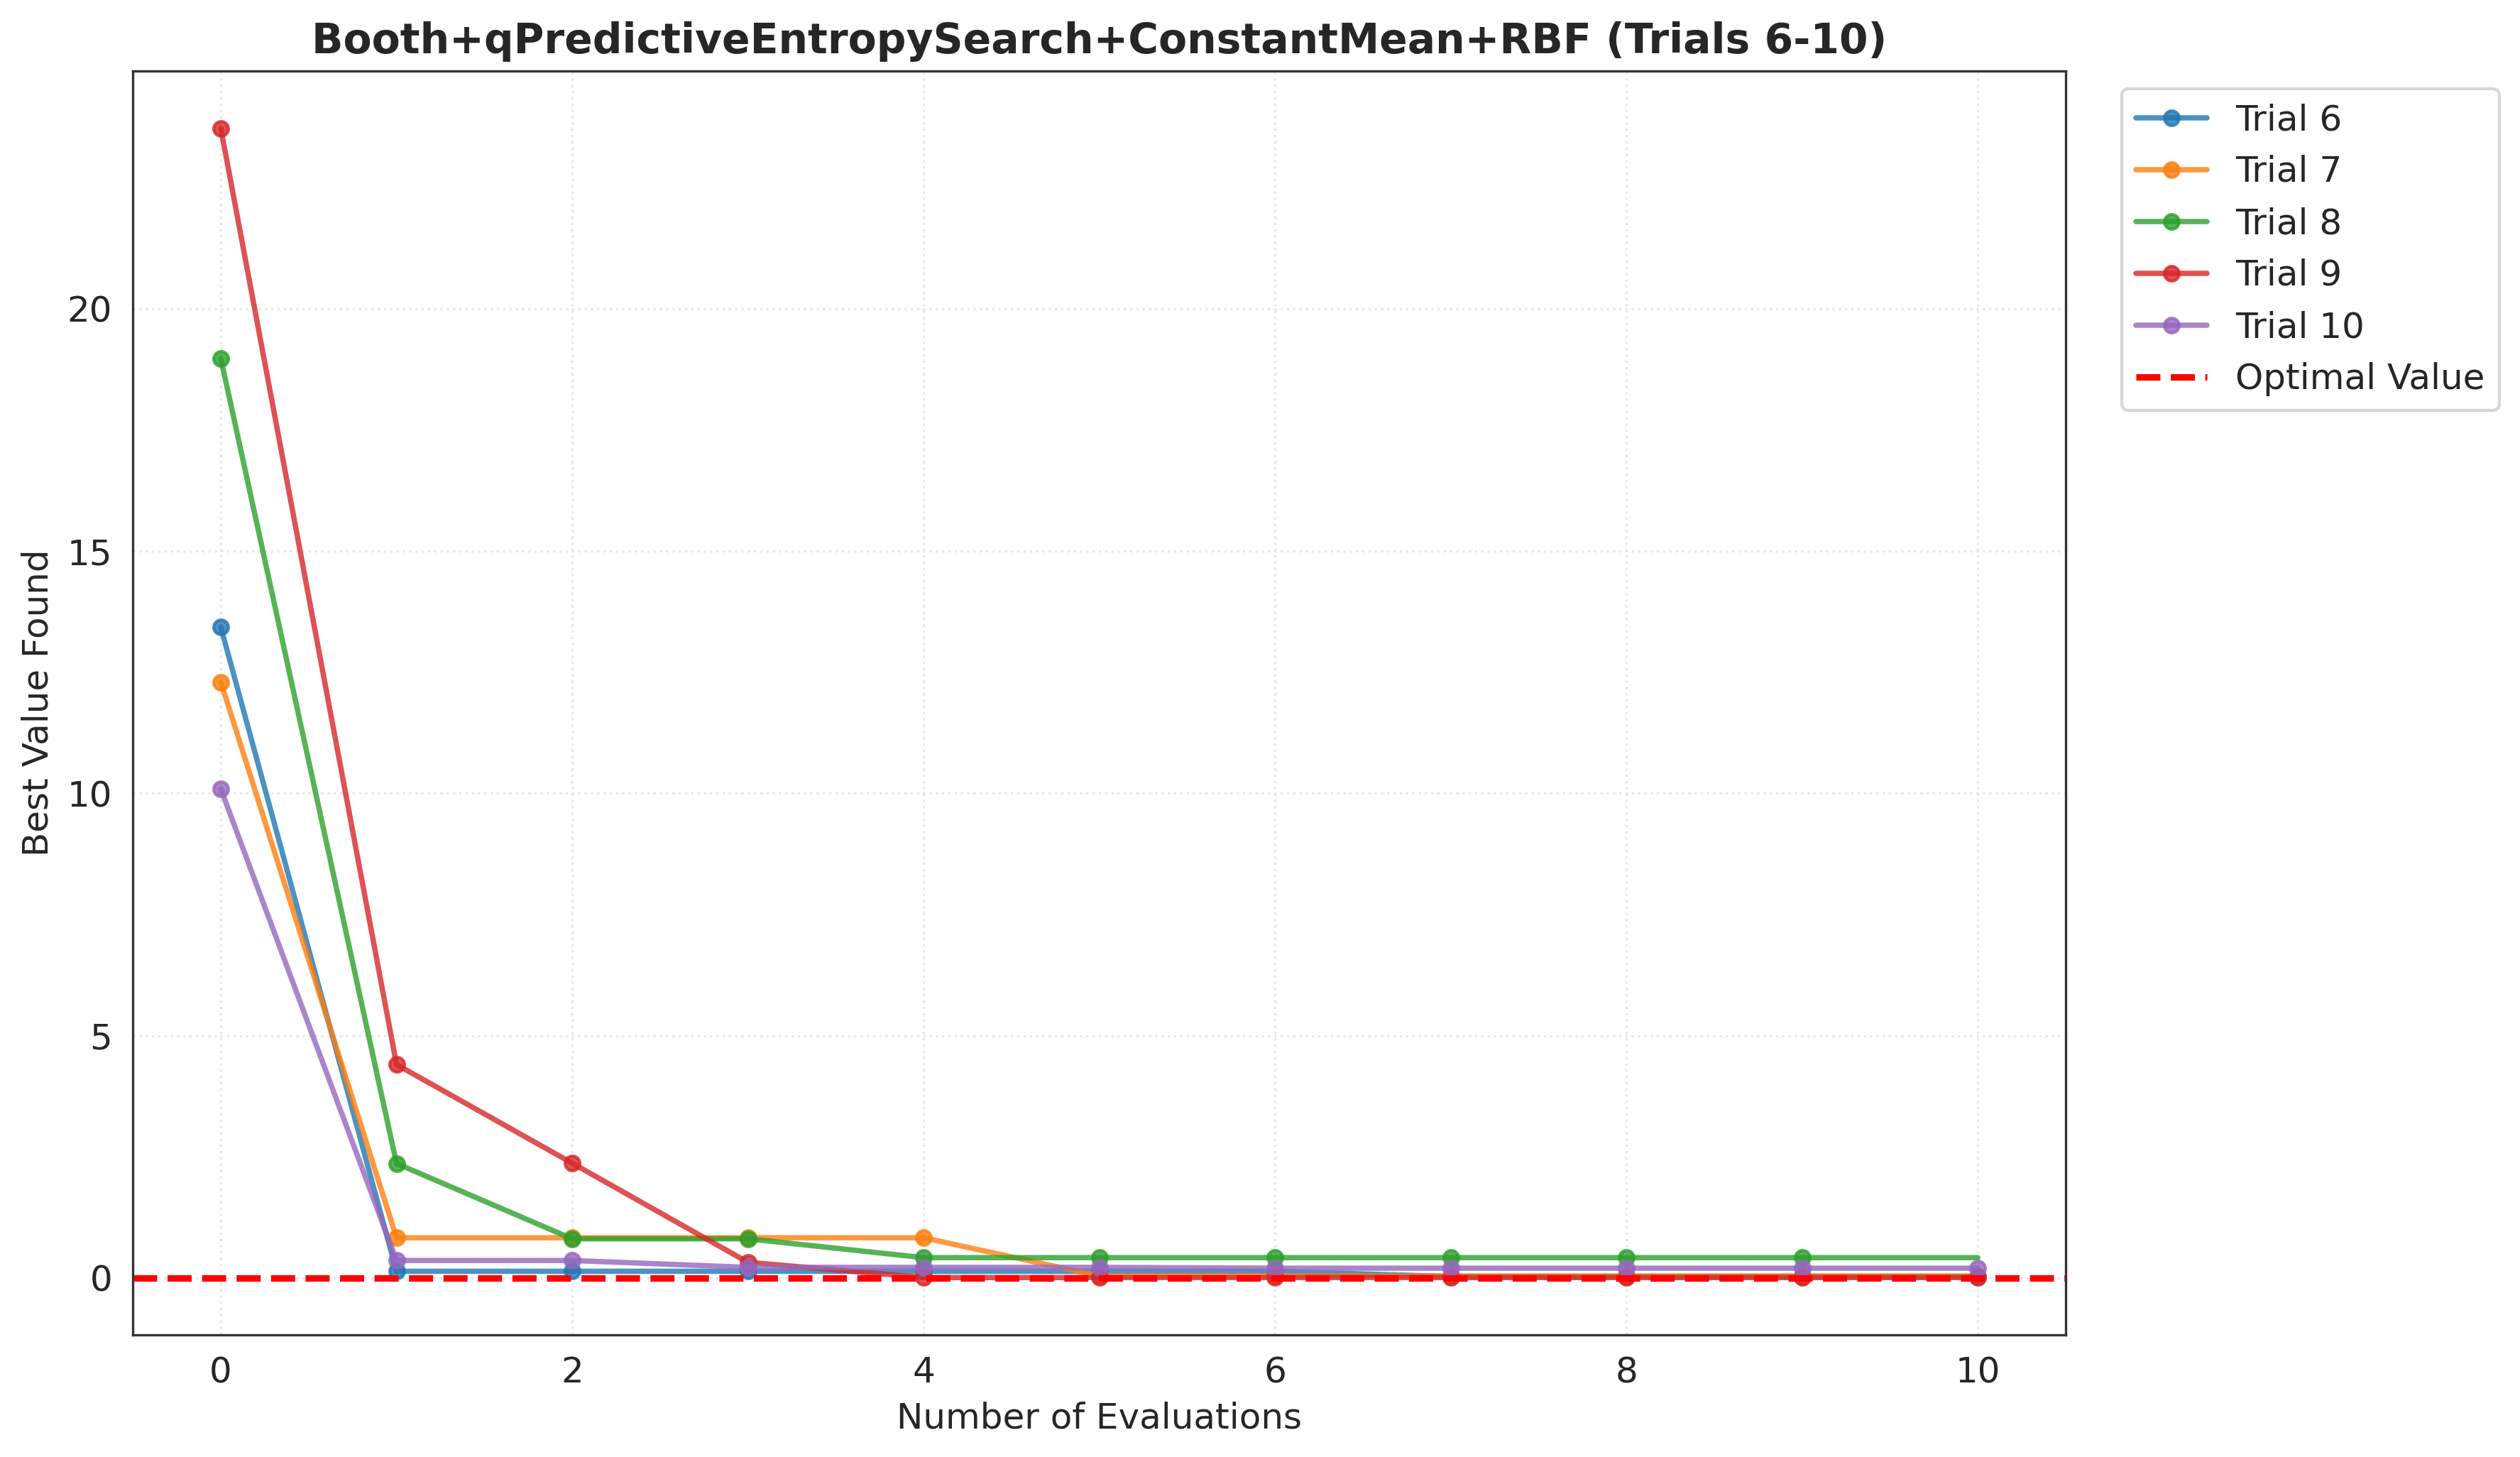 Booth+qPredictiveEntropySearch+ConstantMean+RBF (Trials 6-10)
Trial 6
Trial 7
Trial 8
Trial 9
Trial 10
Optimal Value
Best Value Found
20
15
10
5
0
0 2 4 6 8 10
Number of Evaluations